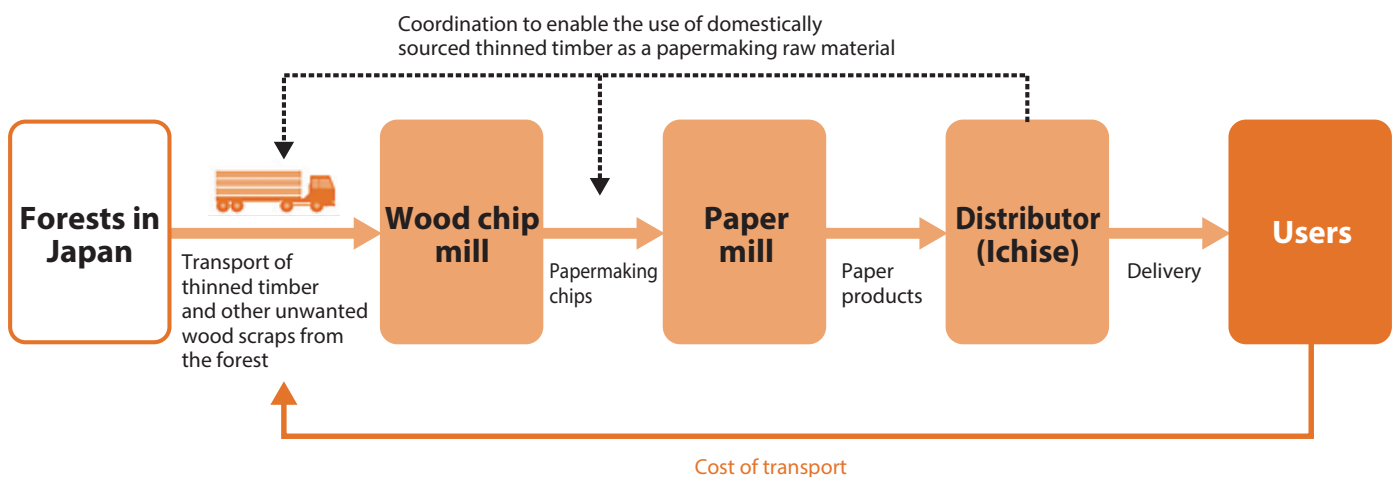 Coordination to enable the use of domestically
sourced thinned timber as a papermaking raw material
Forests in
Japan
Transport of
thinned timber
and other unwanted
wood scraps from
the forest
Wood chip
mill
Papermaking
chips
Paper
mill
Paper
products
Distributor
(Ichise)
Delivery
Users
Cost of transport